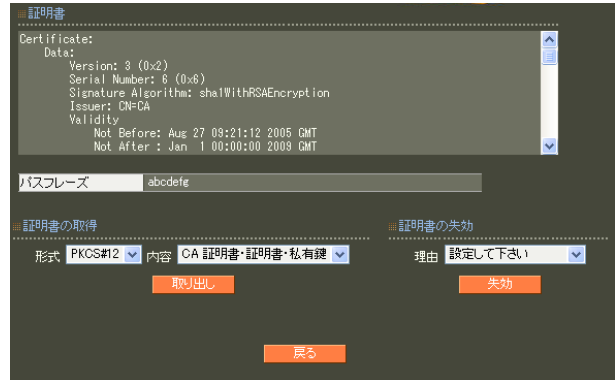 証明書
Certificate:
Data:
Version: 3 (0x2)
Serial Number: 6 (0x6)
Signature Algorithm: sha1WithRSAEncryption
Issuer: CN=CA
Validity
Not Before: Aug 27 09:21:12 2005 GMT
Not After : Jan 1 00:00:00 2009 GMT
パスフレーズ abcdefg
証明書の取得 証明書の失効
形式 PKCS#12 内容 CA 証明書・証明書・私有鍵 理由 設定して下さい
取り出し 失効
戻る